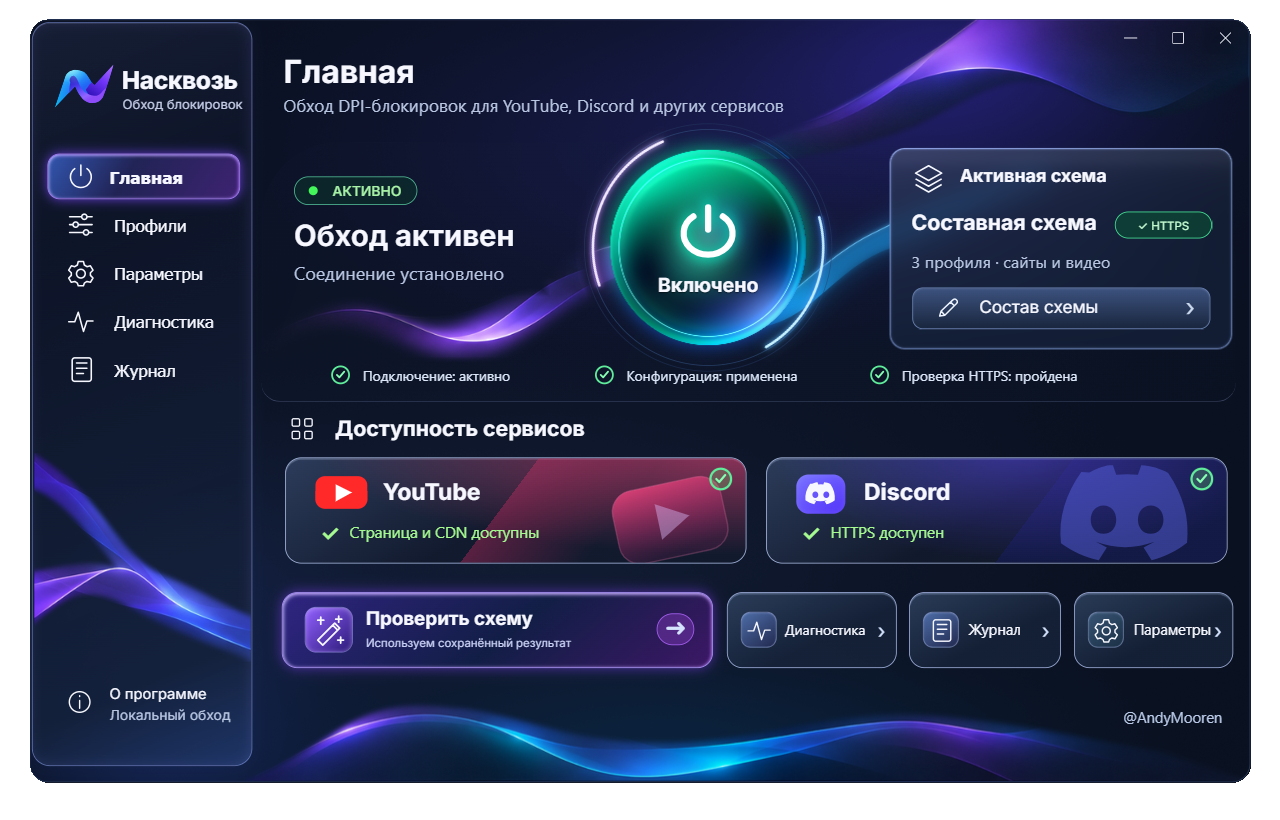 Насквозь
Обход блокировок
Главная
Профили
Параметры
Диагностика
Журнал
О программе
Локальный обход
Главная
Обход DPI-блокировок для YouTube, Discord и других сервисов
АКТИВНО
Обход активен
Соединение установлено
Включено
Активная схема
Составная схема
HTTPS
3 профиля · сайты и видео
Состав схемы
Подключение: активно
Конфигурация: применена
Проверка HTTPS: пройдена
Доступность сервисов
YouTube
Страница и CDN доступны
Discord
HTTPS доступен
Проверить схему
Используем сохранённый результат
Диагностика
Журнал
Параметры
@AndyMooren